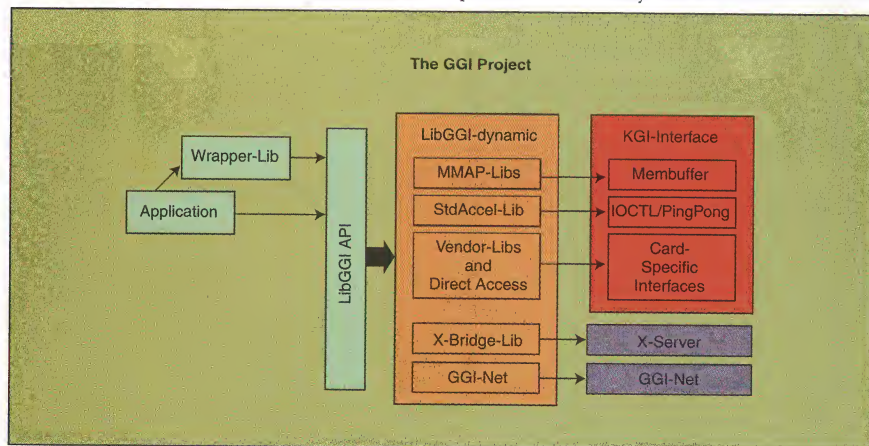 The GGI Project
Wrapper-Lib
Application
LibGGI API
LibGGI-dynamic
MMAP-Libs
StdAccel-Lib
Vendor-Libs
and
Direct Access
X-Bridge-Lib
GGI-Net
KGI-Interface
Membuffer
IOCTL/PingPong
Card-
Specific
Interfaces
X-Server
GGI-Net